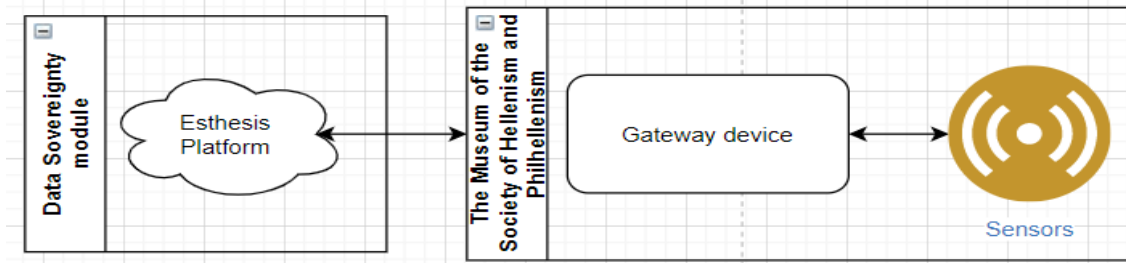 Data Sovereignty
module
Esthesis
Platform
The Museum of the
Society of Hellenism and
Philhellenism
Gateway device
Sensors